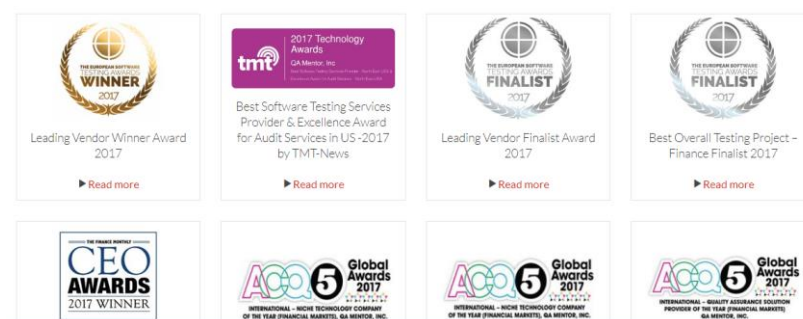 THE EUROPEAN SOFTWARE
TESTING AWARDS
WINNER
2017
Leading Vendor Winner Award
2017
Read more
tmt
2017 Technology
Awards
QA Mentor, Inc
Best Software Testing Services
Provider & Excellence Award
for Audit Services in US -2017
by TMT-News
Read more
THE EUROPEAN SOFTWARE
TESTING AWARDS
FINALIST
2017
Leading Vendor Finalist Award
2017
Read more
THE EUROPEAN SOFTWARE
TESTING AWARDS
FINALIST
2017
Best Overall Testing Project –
Finance Finalist 2017
Read more
THE FINANCE MONTHLY
CEO
AWARDS
2017 WINNER
ACQ5
Global
Awards
2017
INTERNATIONAL – NICHE TECHNOLOGY COMPANY
OF THE YEAR (FINANCIAL MARKETS), QA MENTOR, INC.
ACQ5
Global
Awards
2017
INTERNATIONAL – NICHE TECHNOLOGY COMPANY
OF THE YEAR (FINANCIAL MARKETS), QA MENTOR, INC.
ACQ5
Global
Awards
2017
INTERNATIONAL – QUALITY ASSURANCE SOLUTION
PROVIDER OF THE YEAR (FINANCIAL MARKETS)
QA MENTOR, INC.